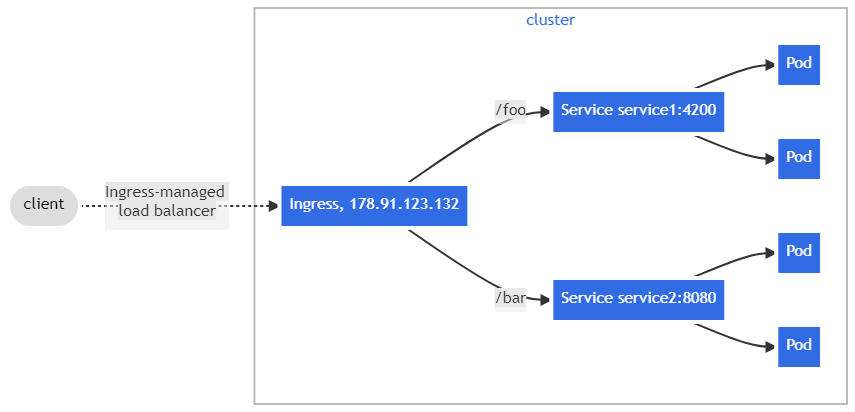 cluster
client
Ingress-managed
load balancer
Ingress, 178.91.123.132
/foo
Service service1:4200
Pod
Pod
/bar
Service service2:8080
Pod
Pod